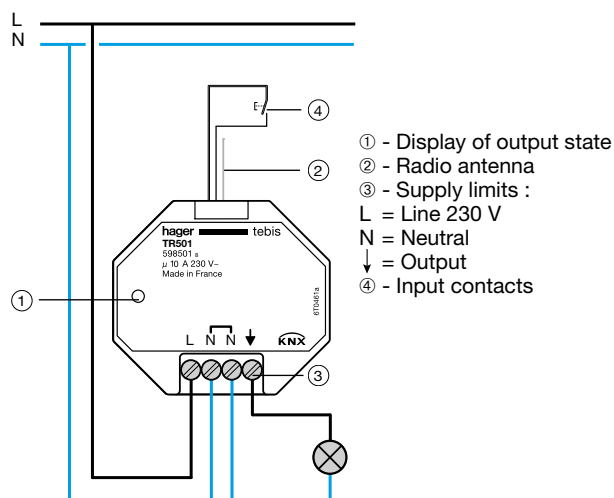 L
N
④
② 
① - Display of output state
② - Radio antenna
③ - Supply limits :
L = Line 230 V
N = Neutral
↓ = Output
④ - Input contacts
hager tebis
TR501
598501 a
µ 10 A 230 V~
Made in France
6T0461a
①
L N N ↓ KNX
③